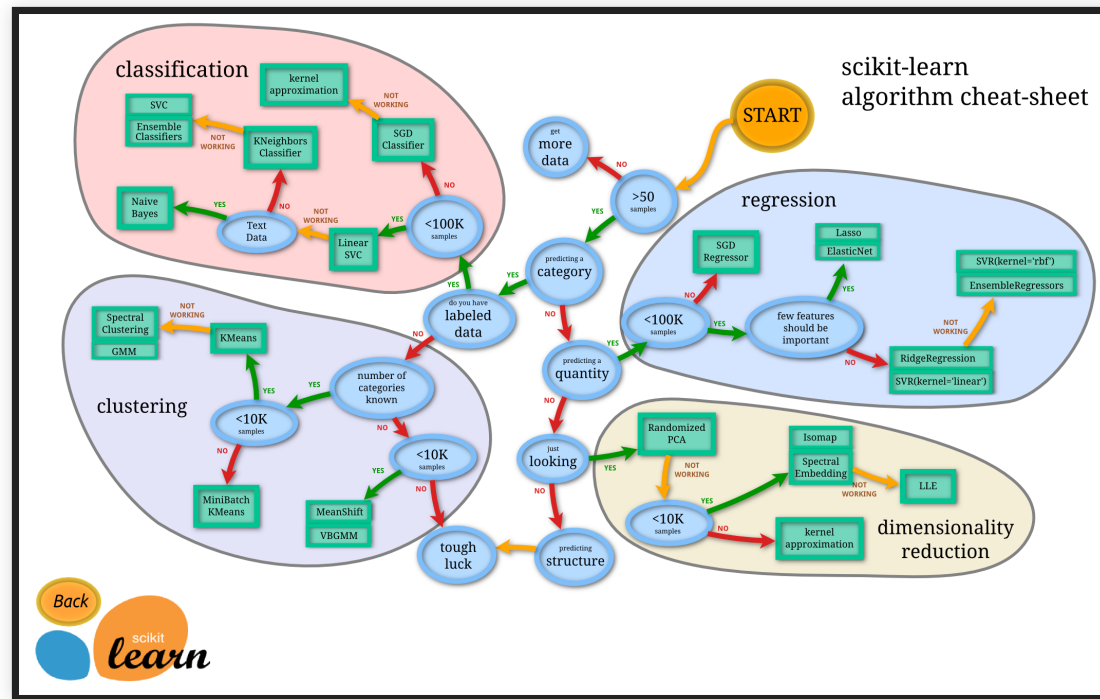 scikit-learn
algorithm cheat-sheet
START
classification
kernel
approximation
NOT
WORKING
SVC
Ensemble
Classifiers
NOT
WORKING
KNeighbors
Classifier
SGD
Classifier
NO
Naive
Bayes
YES
Text
Data
NO
NOT
WORKING
Linear
SVC
YES
<100K
samples
get
more
data
NO
>50
samples
YES
predicting a
category
YES
NO
YES
do you have
labeled
data
NO
predicting a
quantity
YES
NO
just
looking
YES
NO
predicting
structure
tough
luck
regression
SGD
Regressor
NO
<100K
samples
YES
few features
should be
important
YES
Lasso
ElasticNet
NO
RidgeRegression
SVR(kernel='linear')
NOT
WORKING
SVR(kernel='rbf')
EnsembleRegressors
clustering
Spectral
Clustering
GMM
NOT
WORKING
KMeans
YES
<10K
samples
NO
MiniBatch
KMeans
YES
number of
categories
known
NO
<10K
samples
YES
MeanShift
VBGMM
NO
dimensionality
reduction
Randomized
PCA
NOT
WORKING
<10K
samples
YES
Isomap
Spectral
Embedding
NOT
WORKING
LLE
NO
kernel
approximation
Back
scikit
learn